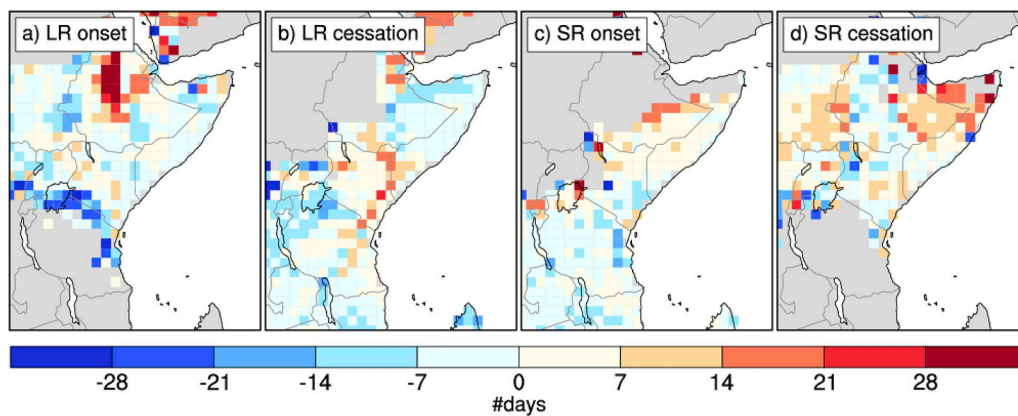 a) LR onset
b) LR cessation
c) SR onset
d) SR cessation
-28 -21 -14 -7 0 7 14 21 28
#days